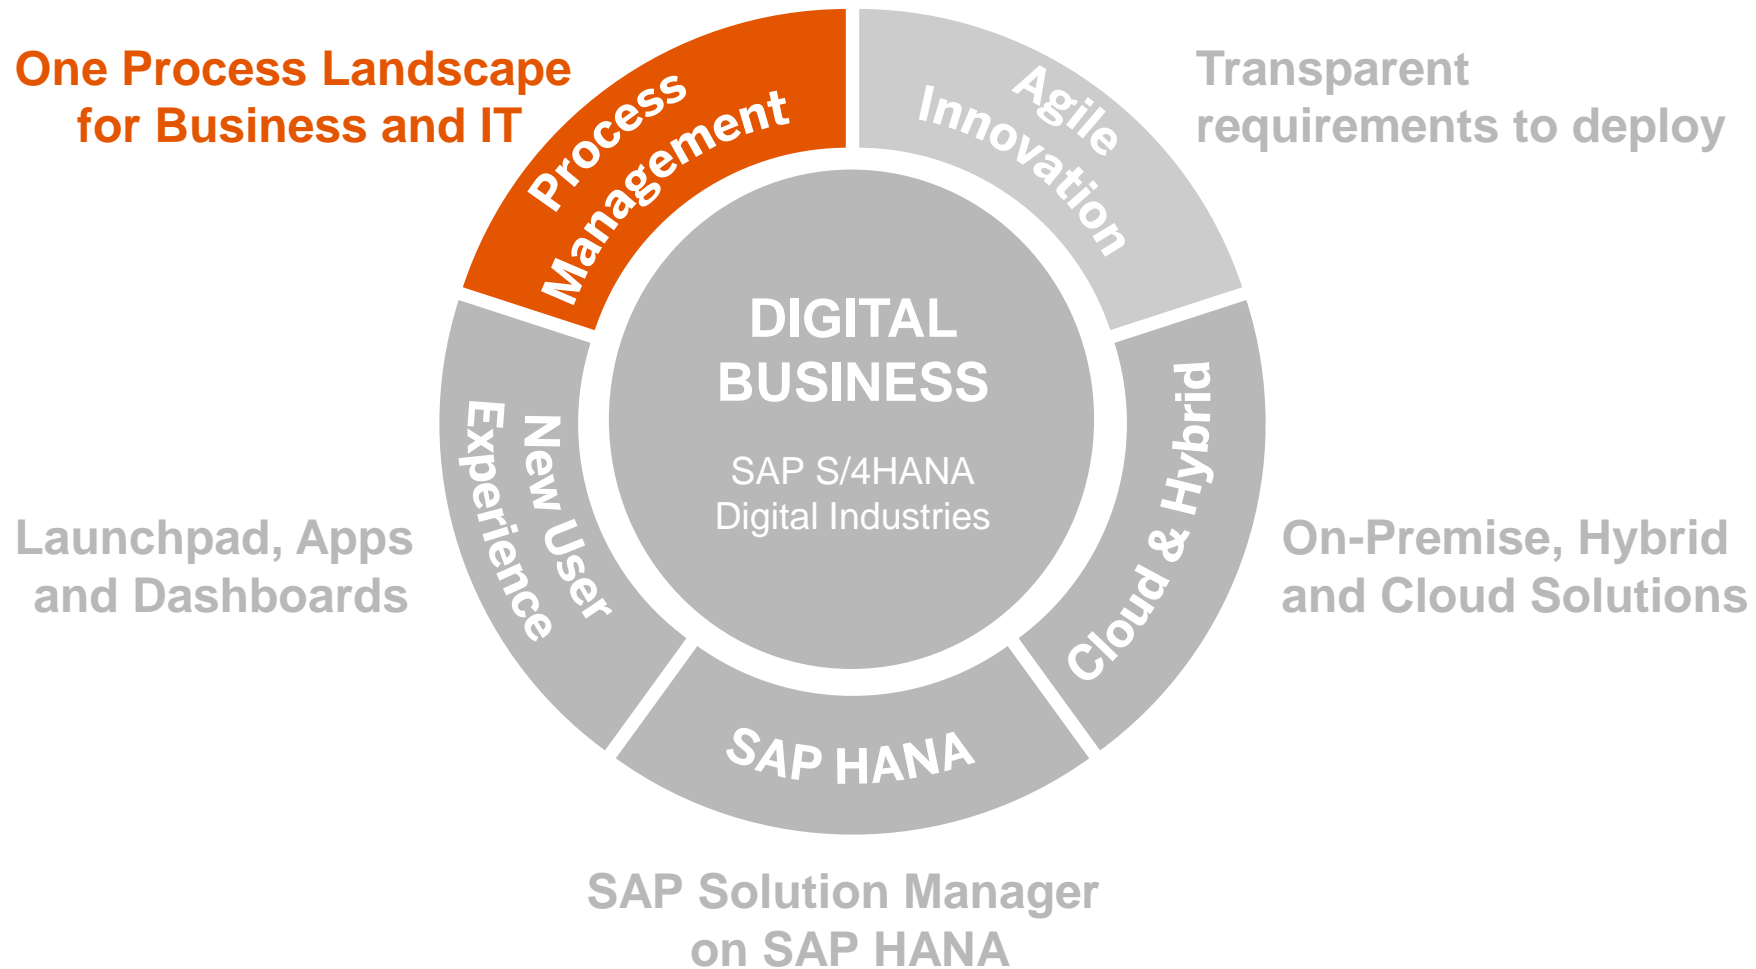 One Process Landscape
for Business and IT
Process
Management
Agile
Innovation
Transparent
requirements to deploy
DIGITAL
BUSINESS
SAP S/4HANA
Digital Industries
New User
Experience
Launchpad, Apps
and Dashboards
Cloud & Hybrid
On-Premise, Hybrid
and Cloud Solutions
SAP HANA
SAP Solution Manager
on SAP HANA